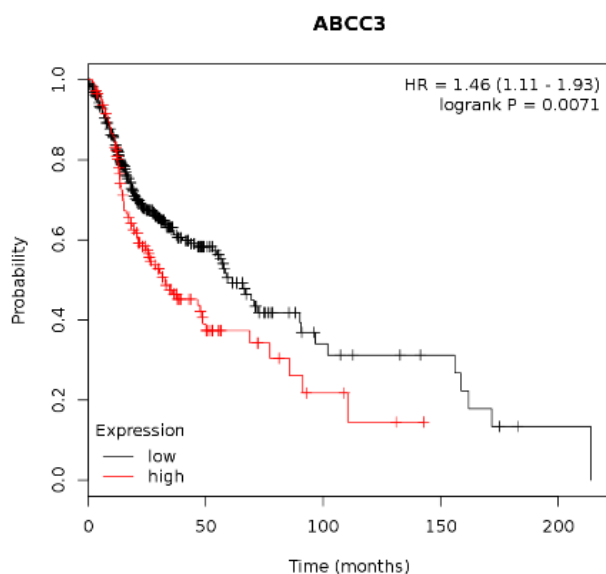 ABCC3
HR = 1.46 (1.11 - 1.93)
logrank P = 0.0071
Probability
1.0
0.8
0.6
0.4
0.2
0.0
Expression
low
high
0 50 100 150 200
Time (months)